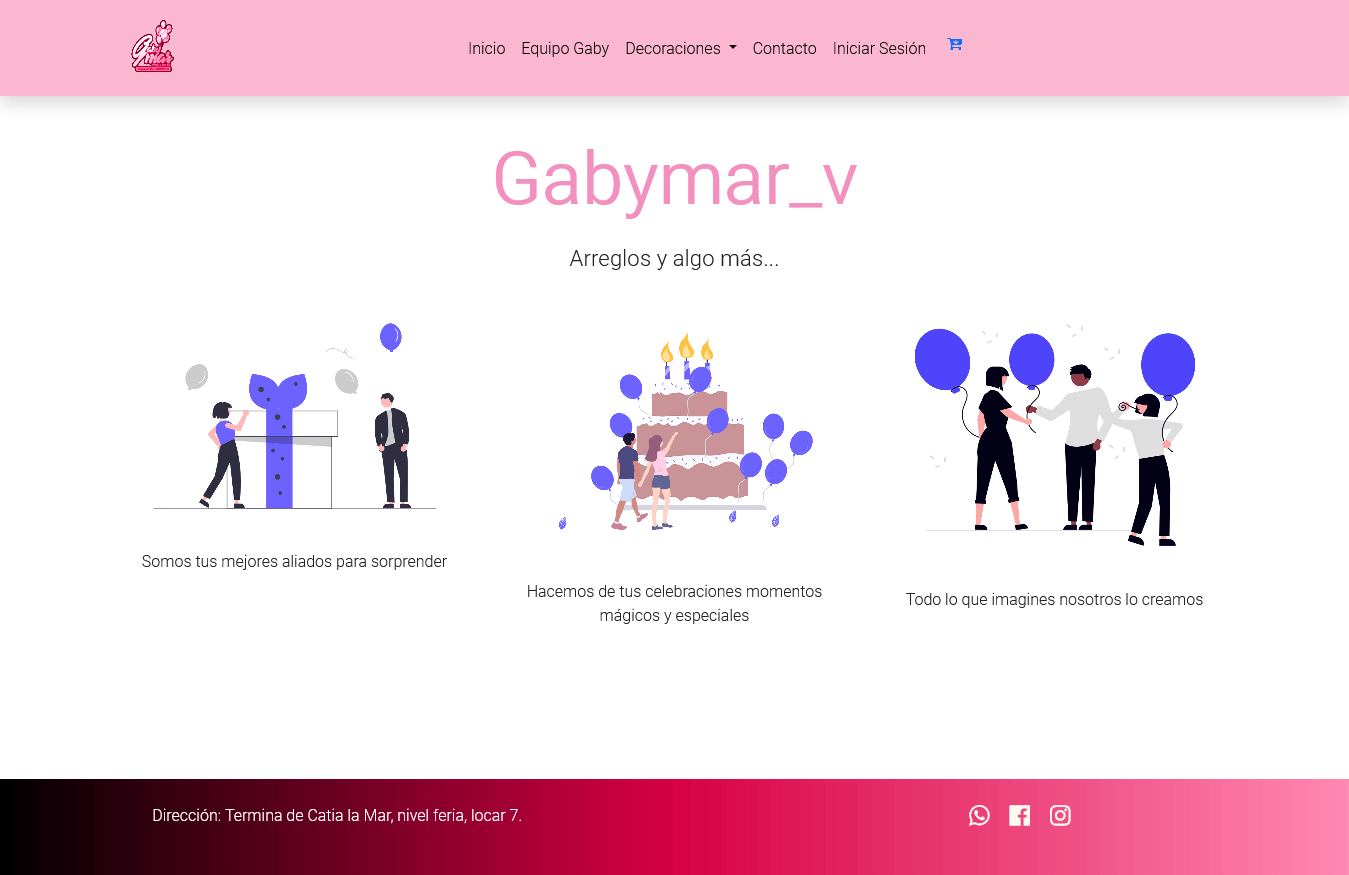 Gaby
mar
Inicio Equipo Gaby Decoraciones Contacto Iniciar Sesión
Gabymar_v
Arreglos y algo más...
Somos tus mejores aliados para sorprender
Hacemos de tus celebraciones momentos
mágicos y especiales
Todo lo que imagines nosotros lo creamos
Dirección: Termina de Catia la Mar, nivel feria, locar 7.